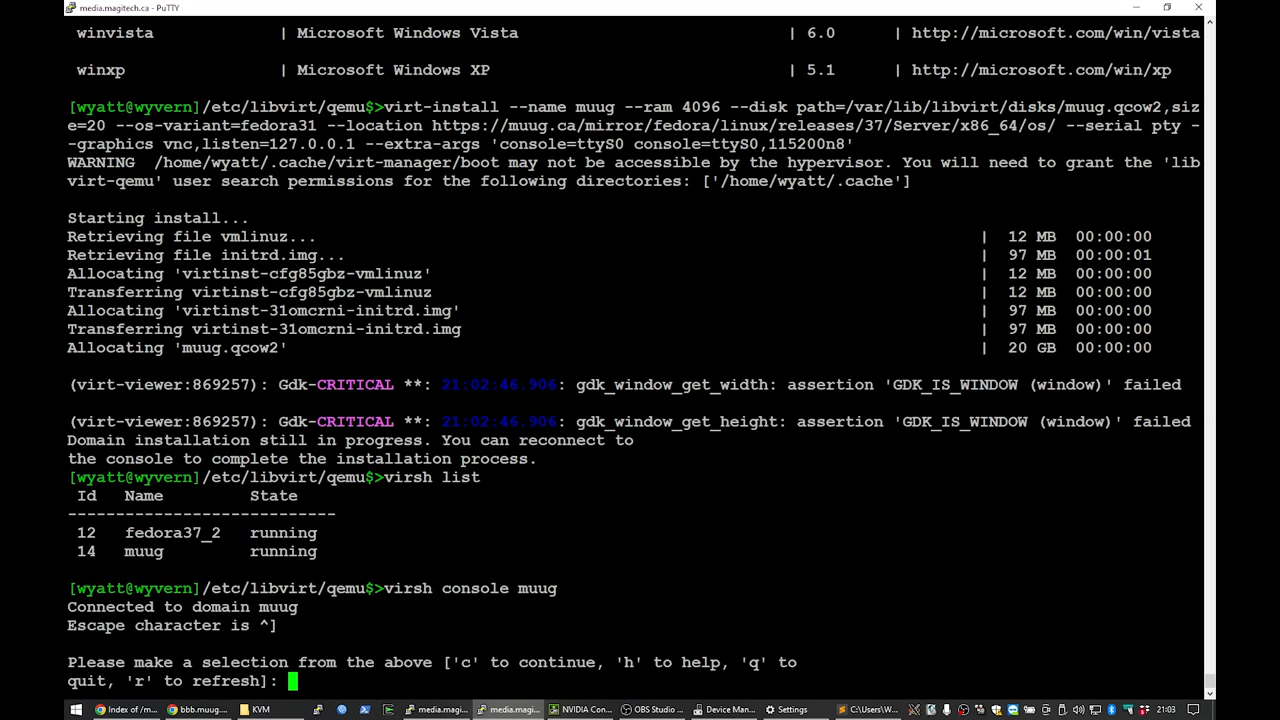 media.magitech.ca - PuTTY
winvista | Microsoft Windows Vista | 6.0 | http://microsoft.com/win/vista
winxp | Microsoft Windows XP | 5.1 | http://microsoft.com/win/xp
[wyatt@wyvern]/etc/libvirt/qemu$>virt-install --name muug --ram 4096 --disk path=/var/lib/libvirt/disks/muug.qcow2,siz
e=20 --os-variant=fedora31 --location https://muug.ca/mirror/fedora/linux/releases/37/Server/x86_64/os/ --serial pty -
-graphics vnc,listen=127.0.0.1 --extra-args 'console=ttyS0 console=ttyS0,115200n8'
WARNING  /home/wyatt/.cache/virt-manager/boot may not be accessible by the hypervisor. You will need to grant the 'lib
virt-qemu' user search permissions for the following directories: ['/home/wyatt/.cache']
Starting install...
Retrieving file vmlinuz... | 12 MB 00:00:00
Retrieving file initrd.img... | 97 MB 00:00:01
Allocating 'virtinst-cfg85gbz-vmlinuz' | 12 MB 00:00:00
Transferring virtinst-cfg85gbz-vmlinuz | 12 MB 00:00:00
Allocating 'virtinst-31omcrni-initrd.img' | 97 MB 00:00:00
Transferring virtinst-31omcrni-initrd.img | 97 MB 00:00:00
Allocating 'muug.qcow2' | 20 GB 00:00:00
(virt-viewer:869257): Gdk-CRITICAL **: 21:02:46.906: gdk_window_get_width: assertion 'GDK_IS_WINDOW (window)' failed
(virt-viewer:869257): Gdk-CRITICAL **: 21:02:46.906: gdk_window_get_height: assertion 'GDK_IS_WINDOW (window)' failed
Domain installation still in progress. You can reconnect to
the console to complete the installation process.
[wyatt@wyvern]/etc/libvirt/qemu$>virsh list
Id Name State
----------------------------
12 fedora37_2 running
14 muug running
[wyatt@wyvern]/etc/libvirt/qemu$>virsh console muug
Connected to domain muug
Escape character is ^]
Please make a selection from the above ['c' to continue, 'h' to help, 'q' to
quit, 'r' to refresh]:
Index of /m... bbb.muug.... KVM media.magi... media.magi... NVIDIA Con... OBS Studio ... Device Man... Settings C:\Users\W... 21:03